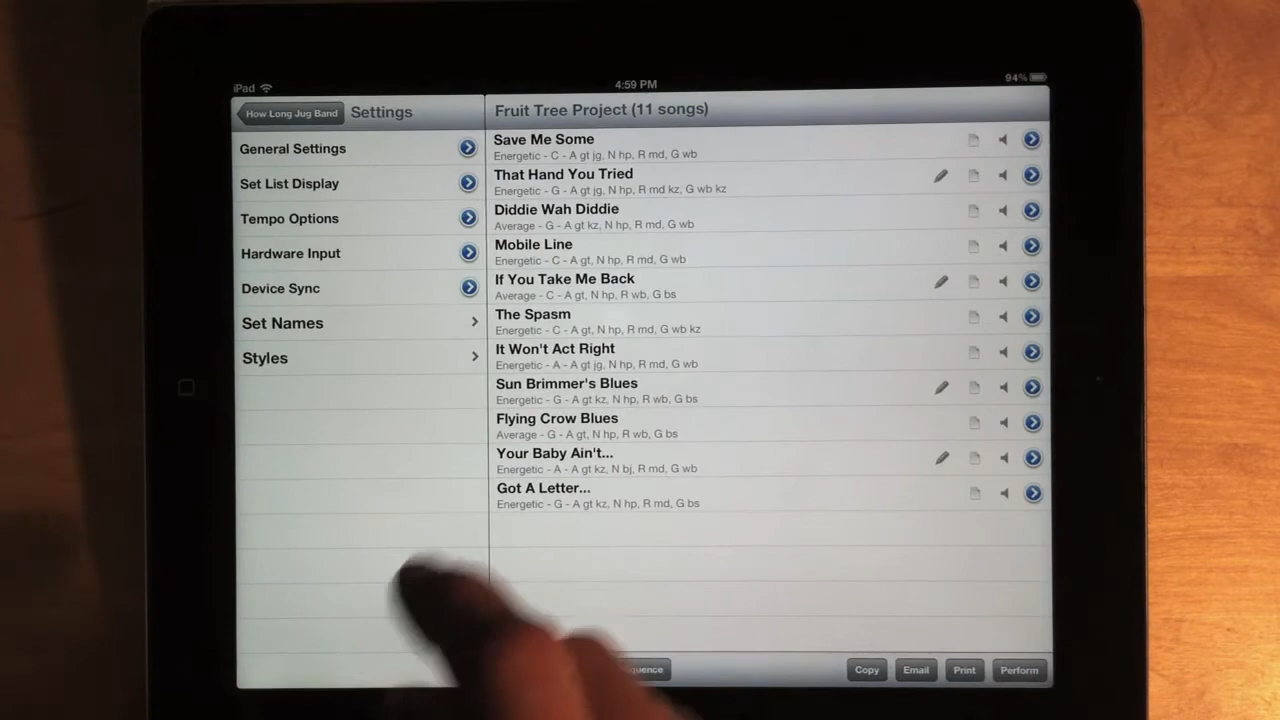 iPad
4:59 PM
94%
How Long Jug Band
Settings
General Settings
Set List Display
Tempo Options
Hardware Input
Device Sync
Set Names
Styles
Fruit Tree Project (11 songs)
Save Me Some
Energetic - C - A gt jg, N hp, R md, G wb
That Hand You Tried
Energetic - G - A gt jg, N hp, R md kz, G wb kz
Diddie Wah Diddie
Average - G - A gt kz, N hp, R md, G wb
Mobile Line
Energetic - C - A gt, N hp, R md, G wb
If You Take Me Back
Average - C - A gt, N hp, R wb, G bs
The Spasm
Energetic - C - A gt, N hp, R md, G wb kz
It Won't Act Right
Energetic - A - A gt jg, N hp, R md, G wb
Sun Brimmer's Blues
Energetic - G - A gt kz, N hp, R wb, G bs
Flying Crow Blues
Average - G - A gt, N hp, R wb, G bs
Your Baby Ain't...
Energetic - A - A gt kz, N bj, R md, G wb
Got A Letter...
Energetic - G - A gt kz, N hp, R md, G bs
Copy
Email
Print
Perform